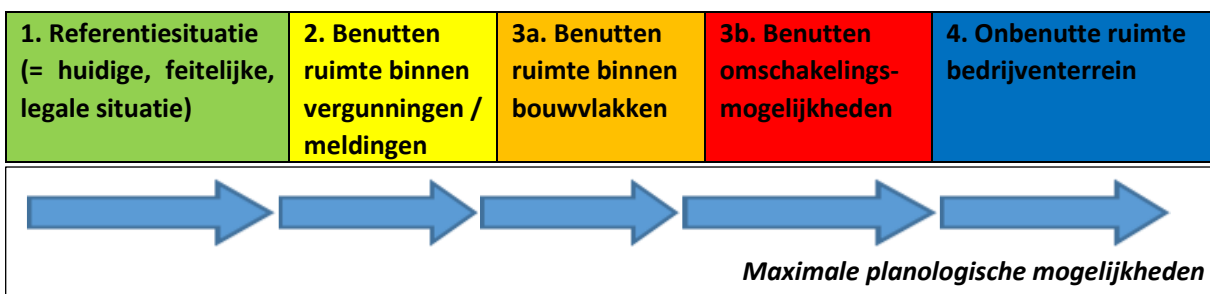 1. Referentiesituatie
(= huidige, feitelijke,
legale situatie)
2. Benutten
ruimte binnen
vergunningen /
meldingen
3a. Benutten
ruimte binnen
bouwvlakken
3b. Benutten
omschakelings-
mogelijkheden
4. Onbenutte ruimte
bedrijventerrein
Maximale planologische mogelijkheden